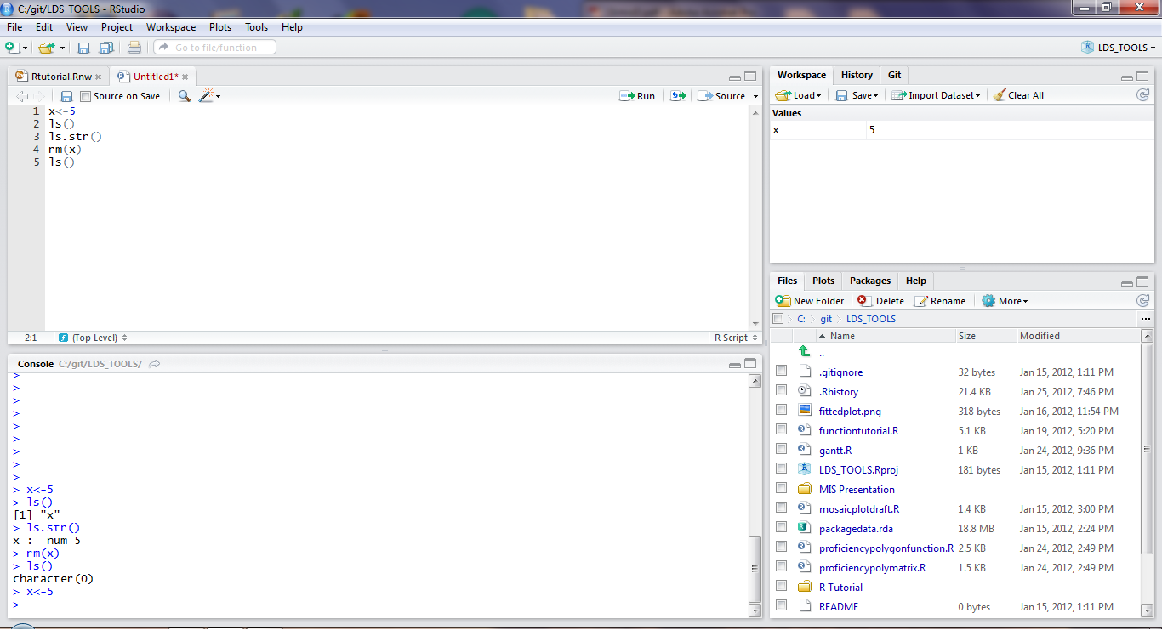 C:/git/LDS_TOOLS - RStudio
File Edit View Project Workspace Plots Tools Help
Go to file/function
LDS_TOOLS
Rtutorial.Rnw
Untitled1*
Source on Save
Run
Source
1 x<-5
2 ls()
3 ls.str()
4 rm(x)
5 ls()
2:1 (Top Level) R Script
Console C:/git/LDS_TOOLS/
>
>
>
>
>
>
>
>
>
> x<-5
> ls()
[1] "x"
> ls.str()
x : num 5
> rm(x)
> ls()
character(0)
> x<-5
>
Workspace History Git
Load Save Import Dataset Clear All
Values
x 5
Files Plots Packages Help
New Folder Delete Rename More
C: git LDS_TOOLS ...
Name Size Modified
..
.gitignore 32 bytes Jan 15, 2012, 1:11 PM
.Rhistory 21.4 KB Jan 25, 2012, 7:46 PM
fittedplot.png 318 bytes Jan 16, 2012, 11:54 PM
functiontutorial.R 5.1 KB Jan 19, 2012, 5:20 PM
gantt.R 1 KB Jan 24, 2012, 9:36 PM
LDS_TOOLS.Rproj 181 bytes Jan 15, 2012, 1:11 PM
MIS Presentation
mosaicplotdraft.R 1.4 KB Jan 15, 2012, 3:00 PM
packagedata.rda 18.8 MB Jan 15, 2012, 2:24 PM
proficiencypolygonfunction.R 2.5 KB Jan 24, 2012, 2:49 PM
proficiencypolymatrix.R 1.5 KB Jan 24, 2012, 2:49 PM
R Tutorial
README 0 bytes Jan 15, 2012, 1:11 PM